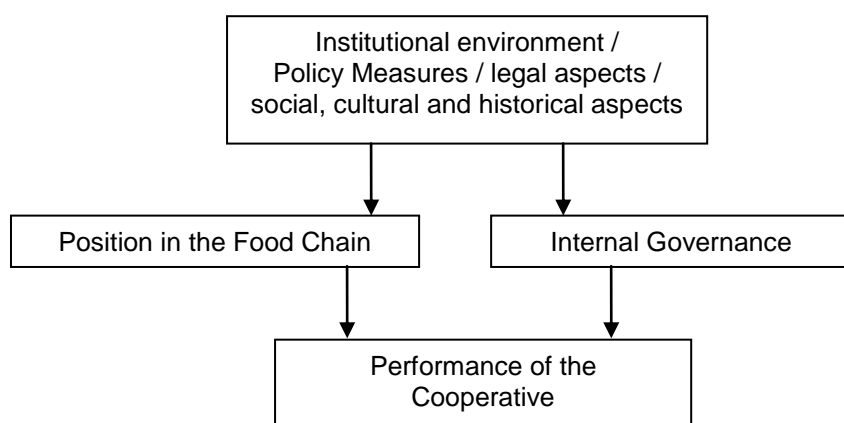 Institutional environment /
Policy Measures / legal aspects /
social, cultural and historical aspects
Position in the Food Chain
Internal Governance
Performance of the
Cooperative